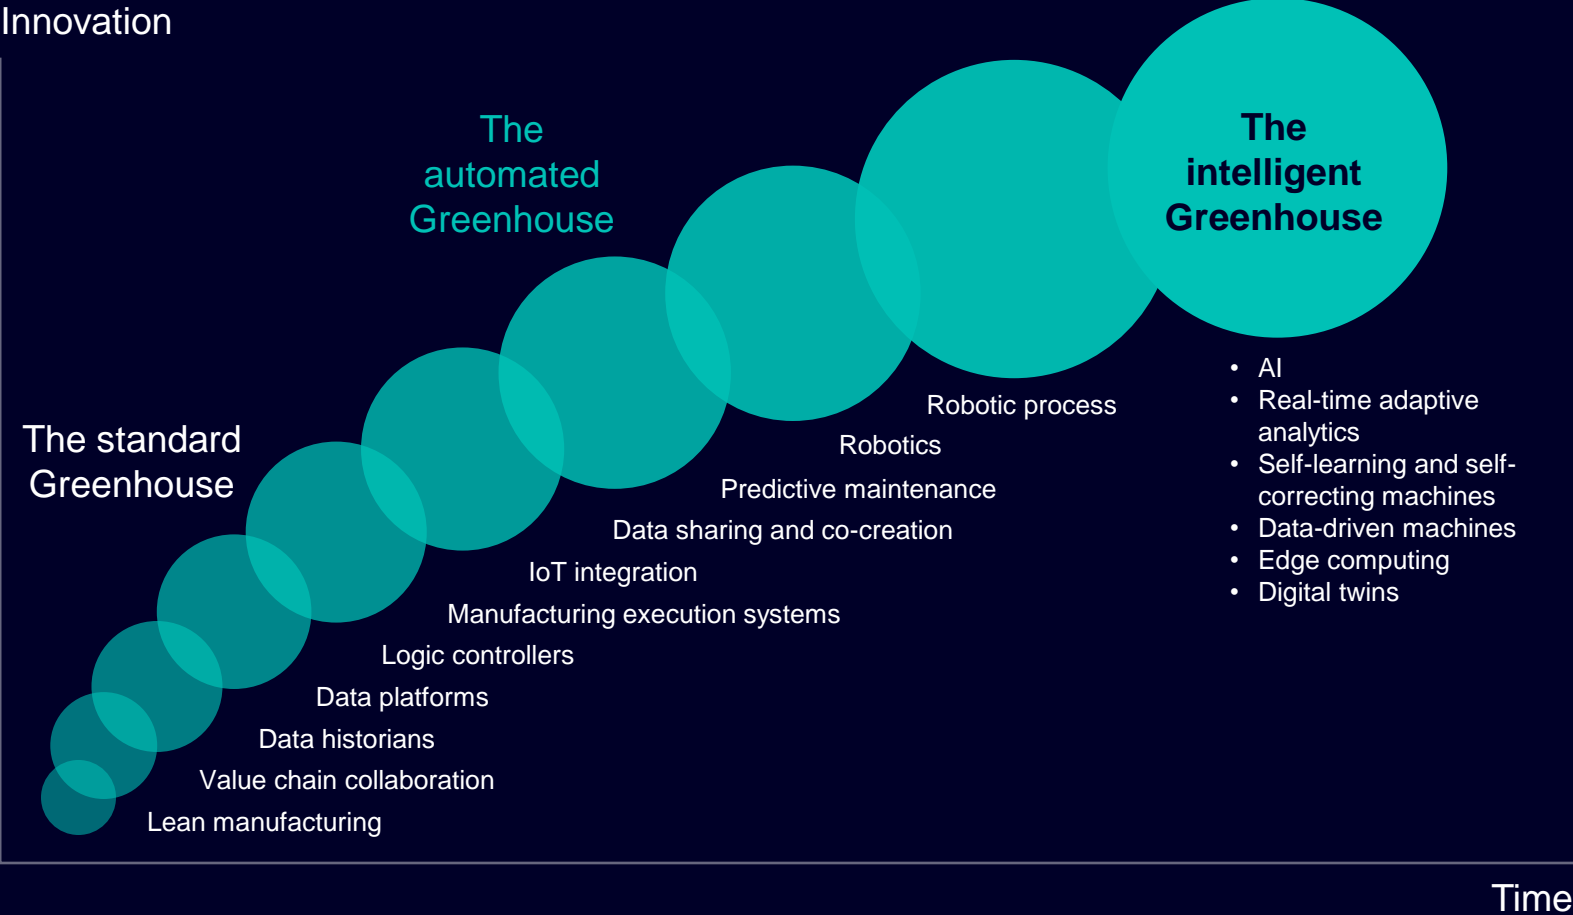 Innovation
The
automated
Greenhouse
The
intelligent
Greenhouse
The standard
Greenhouse
Robotic process
Robotics
Predictive maintenance
Data sharing and co-creation
IoT integration
Manufacturing execution systems
Logic controllers
Data platforms
Data historians
Value chain collaboration
Lean manufacturing
• AI
• Real-time adaptive
analytics
• Self-learning and self-
correcting machines
• Data-driven machines
• Edge computing
• Digital twins
Time